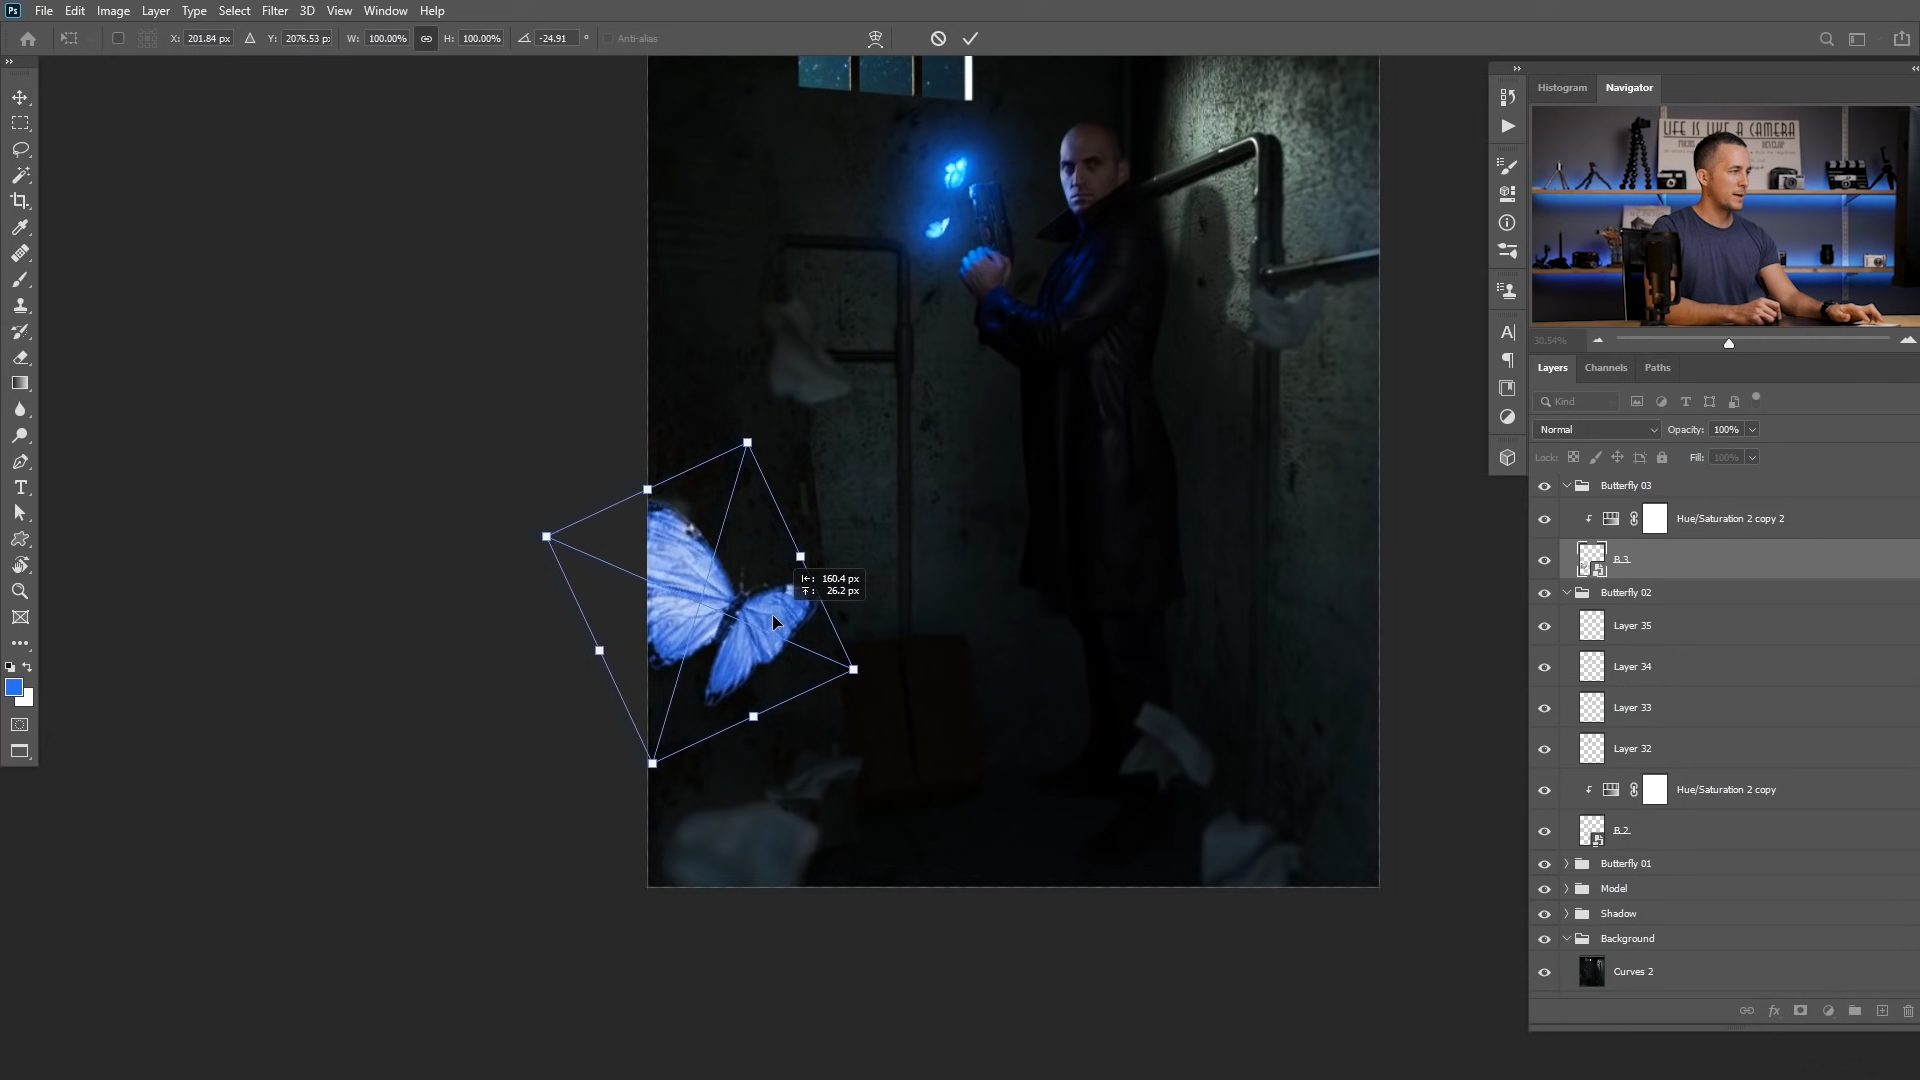 Ps File Edit Image Layer Type Select Filter 3D View Window Help
X: 201.84 px Y: 2076.53 px W: 100.00% H: 100.00% -24.91 ° Anti-alias
Histogram Navigator
LIFE IS LIKE A CAMERA
30.54%
Layers Channels Paths
Kind
Normal Opacity: 100%
Lock: Fill: 100%
Butterfly 03
Hue/Saturation 2 copy 2
B 3
Butterfly 02
Layer 35
Layer 34
Layer 33
Layer 32
Hue/Saturation 2 copy
B 2
Butterfly 01
Model
Shadow
Background
Curves 2
fx
160.4 px
26.2 px